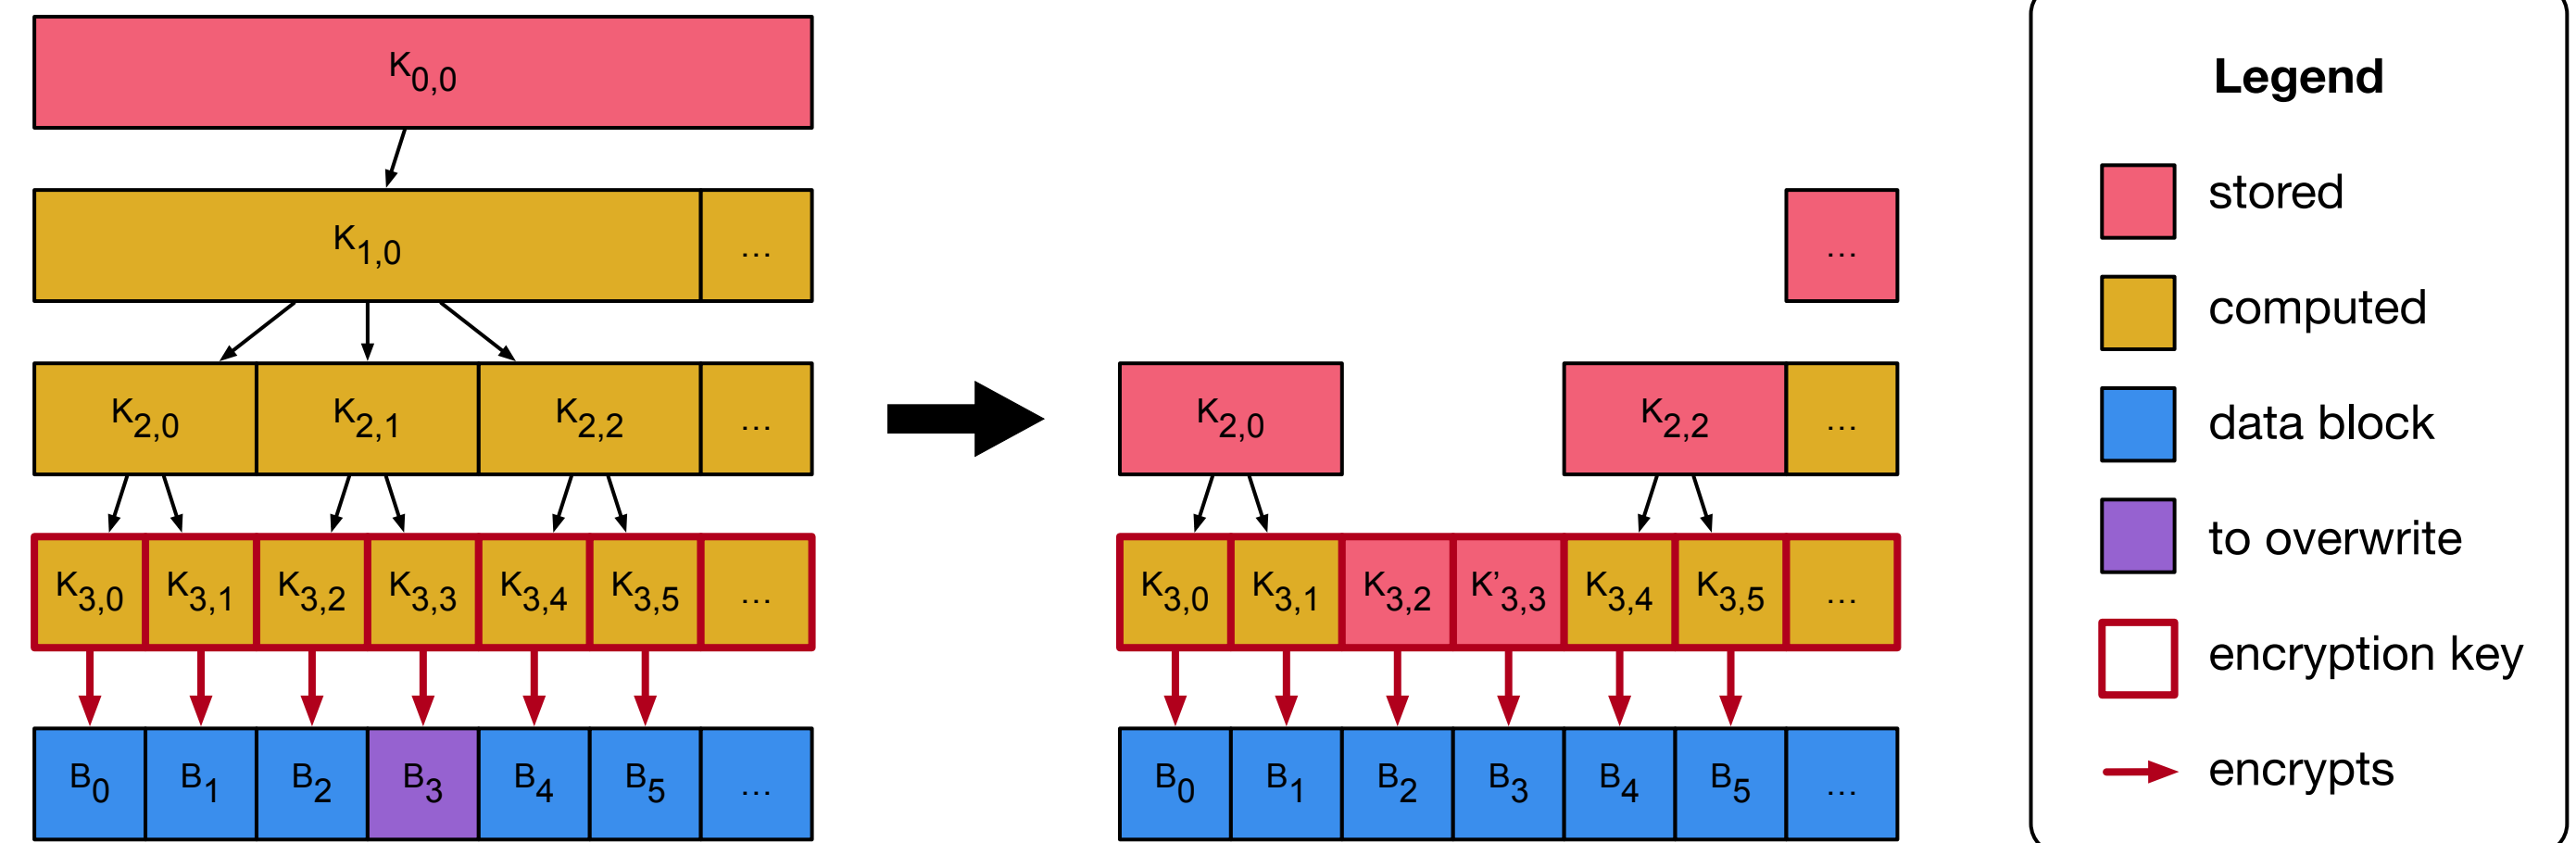 K0,0
K1,0 ...
K2,0 K2,1 K2,2 ...
K3,0 K3,1 K3,2 K3,3 K3,4 K3,5 ...
B0 B1 B2 B3 B4 B5 ...
...
K2,0 K2,2 ...
K3,0 K3,1 K3,2 K’3,3 K3,4 K3,5 ...
B0 B1 B2 B3 B4 B5 ...
Legend
stored
computed
data block
to overwrite
encryption key
encrypts